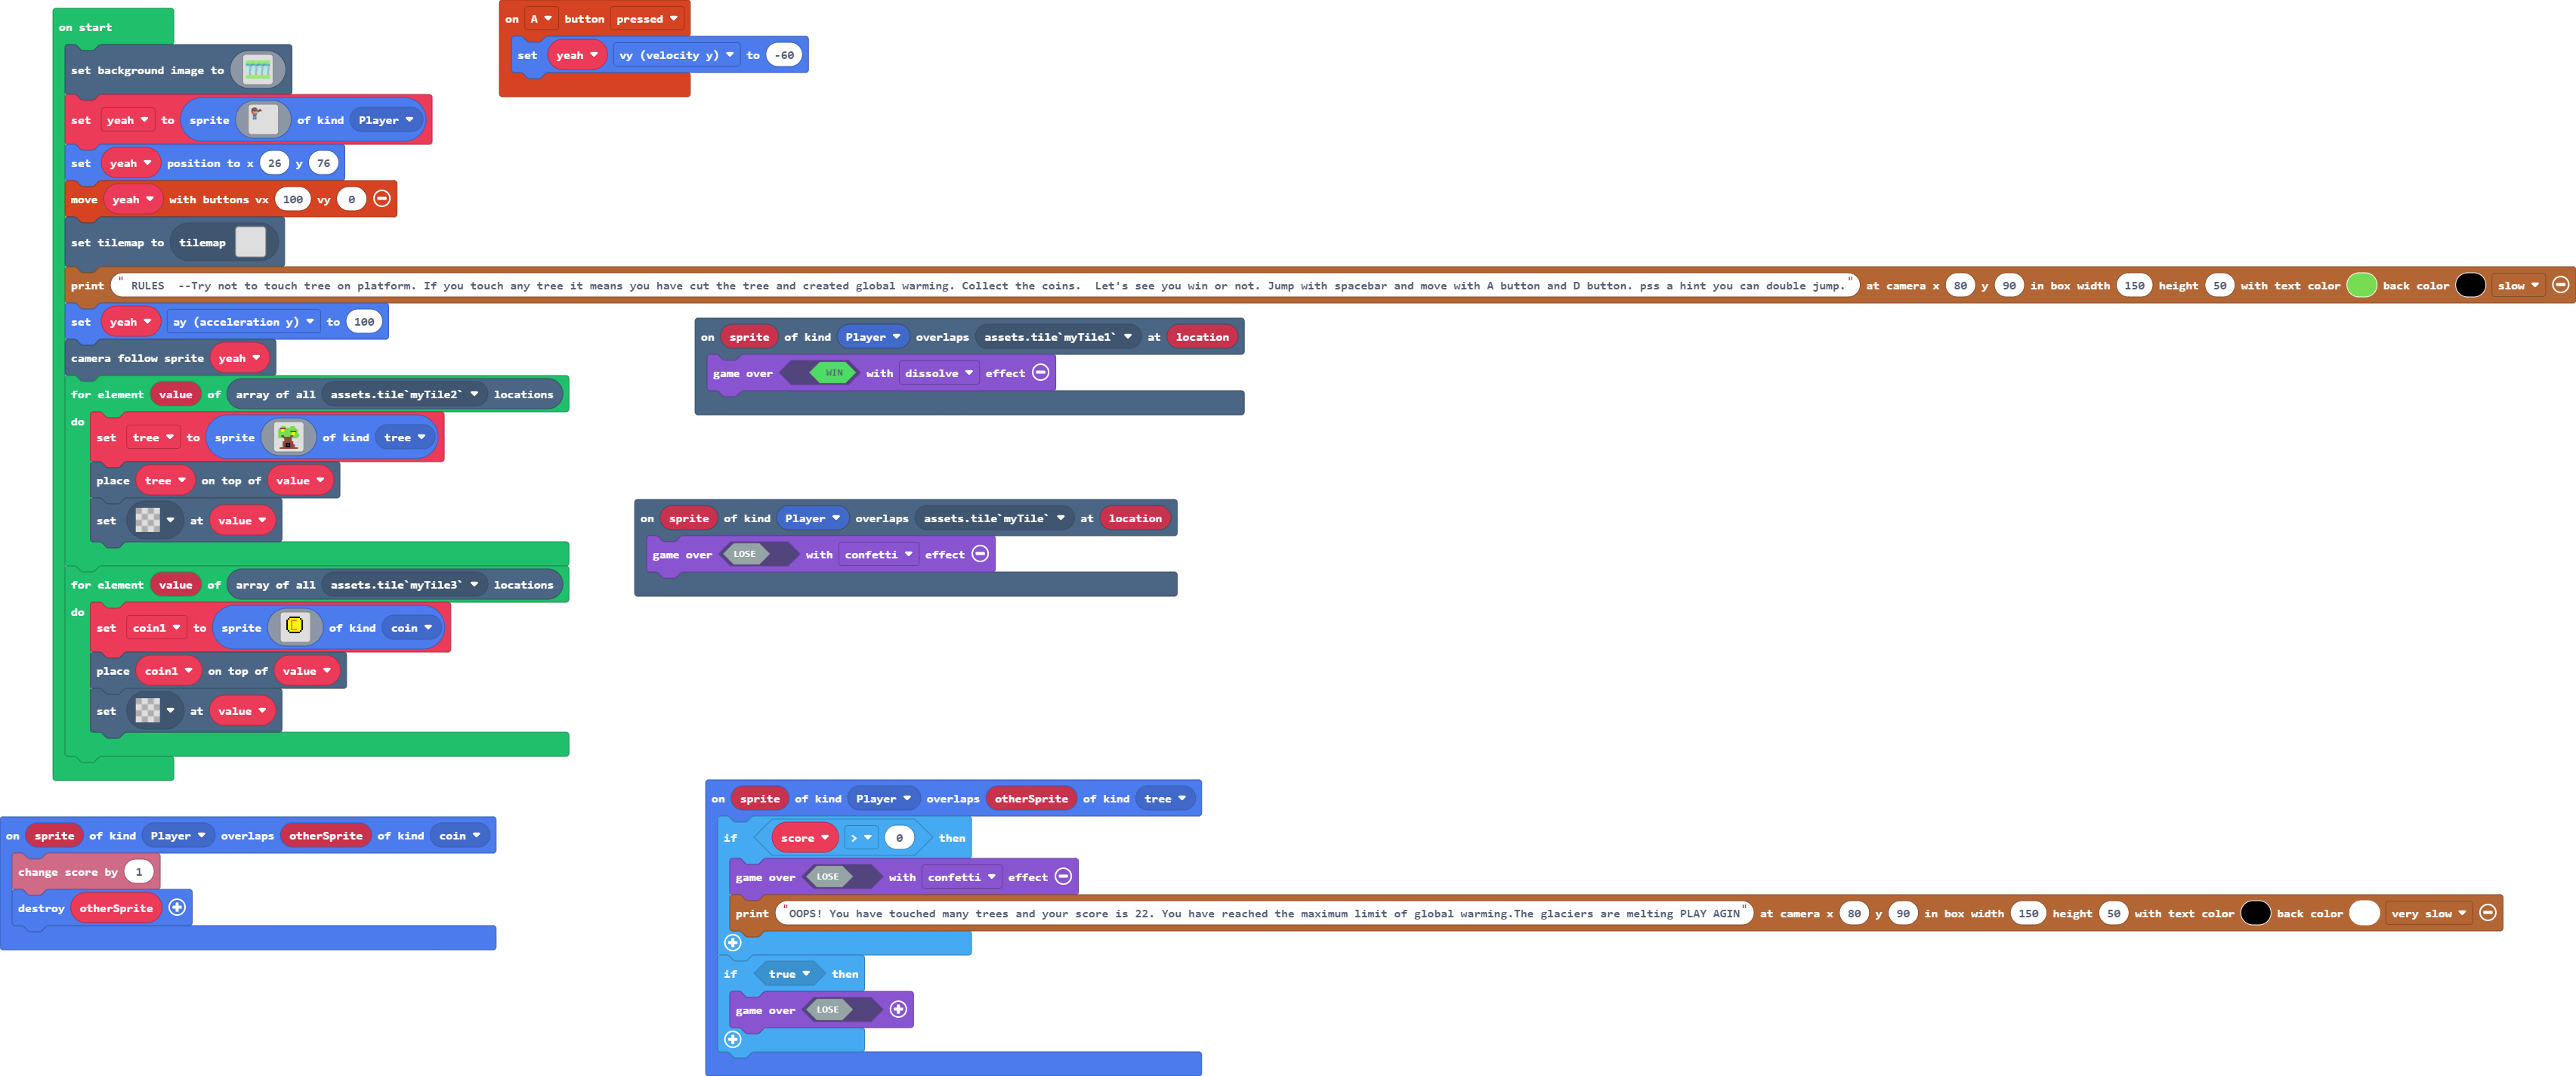 on start
set background image to
set yeah to sprite of kind Player
set yeah position to x 26 y 76
move yeah with buttons vx 100 vy 0
set tilemap to tilemap
print " RULES  --Try not to touch tree on platform. If you touch any tree it means you have cut the tree and created global warming. Collect the coins.  Let's see you win or not. Jump with spacebar and move with A button and D button. pss a hint you can double jump." at camera x 80 y 90 in box width 150 height 50 with text color back color slow
set yeah ay (acceleration y) to 100
camera follow sprite yeah
for element value of array of all assets.tile`myTile2` locations
do
set tree to sprite of kind tree
place tree on top of value
set at value
for element value of array of all assets.tile`myTile3` locations
do
set coin1 to sprite of kind coin
place coin1 on top of value
set at value
on A button pressed
set yeah vy (velocity y) to -60
on sprite of kind Player overlaps assets.tile`myTile1` at location
game over WIN with dissolve effect
on sprite of kind Player overlaps assets.tile`myTile` at location
game over LOSE with confetti effect
on sprite of kind Player overlaps otherSprite of kind coin
change score by 1
destroy otherSprite
on sprite of kind Player overlaps otherSprite of kind tree
if score > 0 then
game over LOSE with confetti effect
print "OOPS! You have touched many trees and your score is 22. You have reached the maximum limit of global warming.The glaciers are melting PLAY AGIN" at camera x 80 y 90 in box width 150 height 50 with text color back color very slow
if true then
game over LOSE